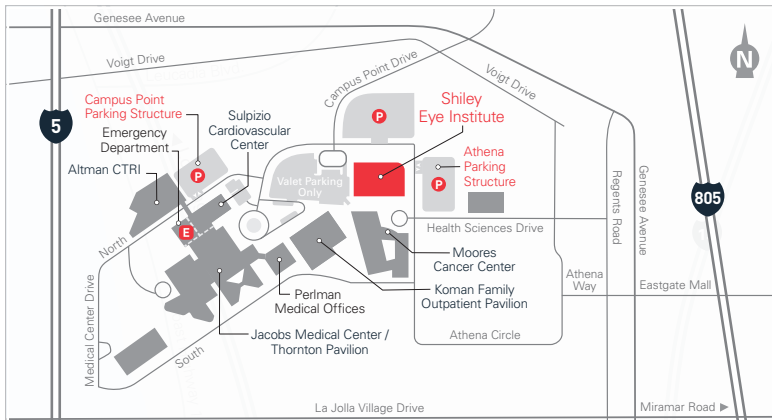 Genesee Avenue
Voigt Drive
Campus Point Drive
Voigt Drive
N
5
Campus Point
Parking Structure
P
Emergency
Department
Altman CTRI
Sulpizio
Cardiovascular
Center
P
Shiley
Eye Institute
Athena
Parking
Structure
P
Valet Parking
Only
E
North
Medical Center Drive
Health Sciences Drive
Regents Road
Genesee Avenue
805
Moores
Cancer Center
Koman Family
Outpatient Pavilion
Perlman
Medical Offices
Jacobs Medical Center /
Thornton Pavilion
South
Athena
Way
Eastgate Mall
Athena Circle
La Jolla Village Drive
Miramar Road ►